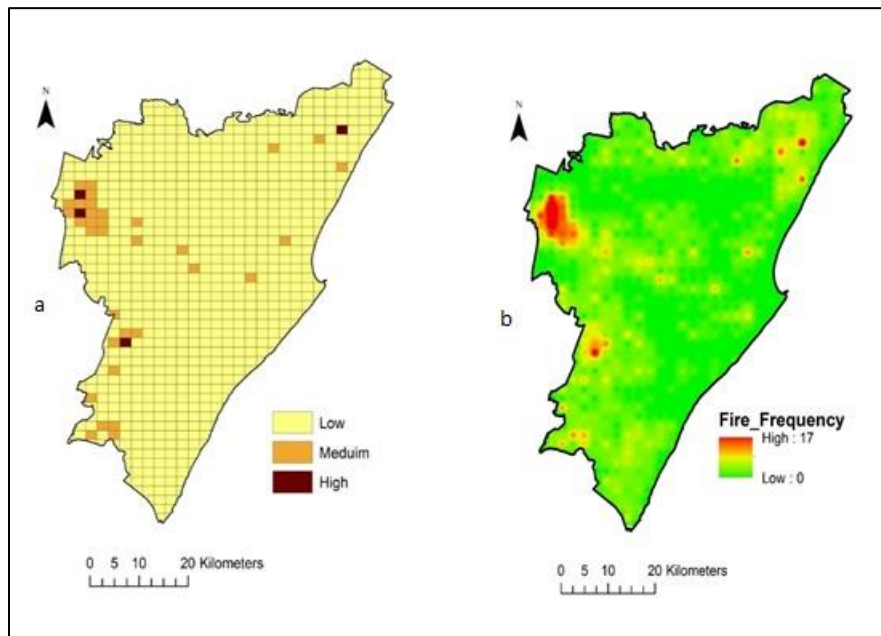 N
a
Low
Meduim
High
0 5 10 20 Kilometers
N
b
Fire_Frequency
High : 17
Low : 0
0 5 10 20 Kilometers